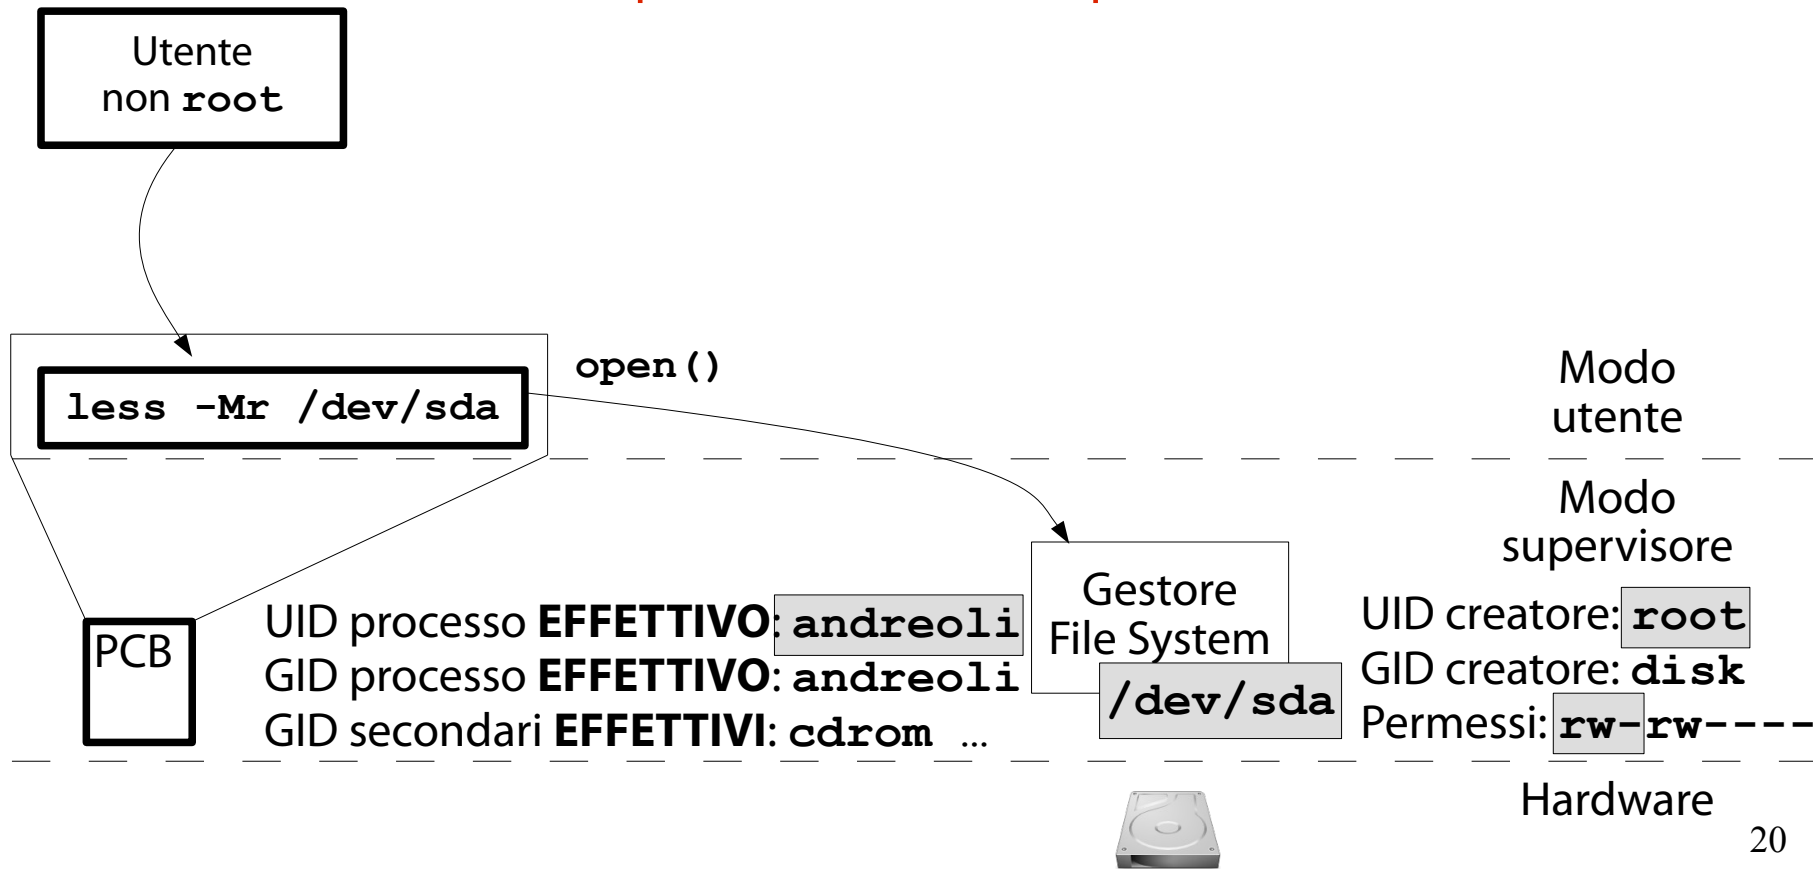 Utente
non root
less -Mr /dev/sda
open()
Modo
utente
Modo
supervisore
PCB
UID processo EFFETTIVO: andreoli
GID processo EFFETTIVO: andreoli
GID secondari EFFETTIVI: cdrom ...
Gestore
File System
/dev/sda
UID creatore: root
GID creatore: disk
Permessi: rw-rw----
Hardware
20